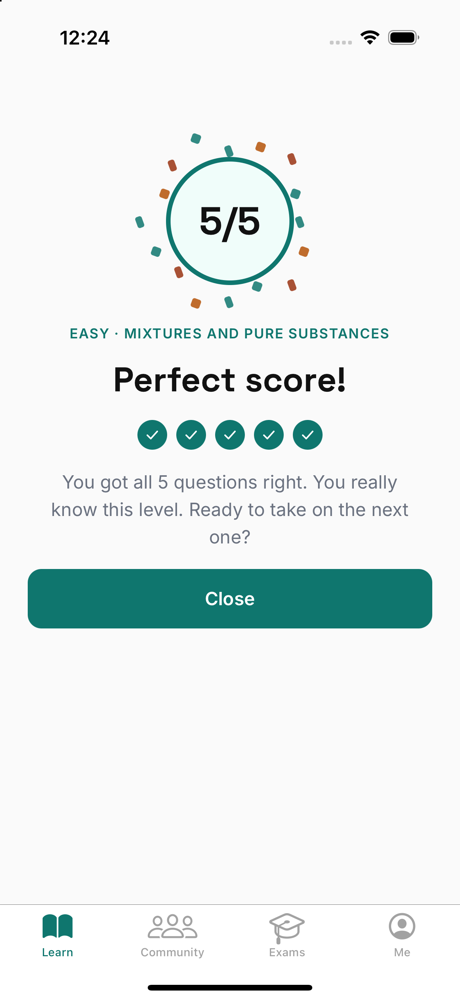 12:24
5/5
EASY · MIXTURES AND PURE SUBSTANCES
Perfect score!
You got all 5 questions right. You really
know this level. Ready to take on the next
one?
Close
Learn
Community
Exams
Me